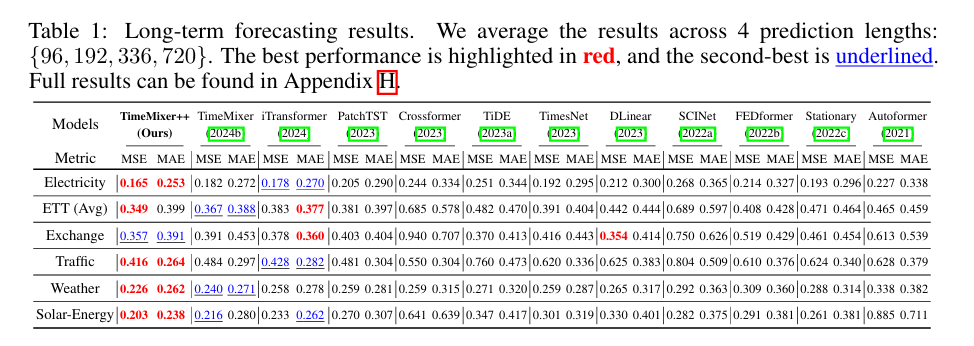 Table 1: Long-term forecasting results. We average the results across 4 prediction lengths:
{96, 192, 336, 720}. The best performance is highlighted in red, and the second-best is underlined.
Full results can be found in Appendix H.
Models TimeMixer++ TimeMixer iTransformer PatchTST Crossformer TiDE TimesNet DLinear SCINet FEDformer Stationary Autoformer
(Ours) (2024b) (2024) (2023) (2023) (2023a) (2023) (2023) (2022a) (2022b) (2022c) (2021)
Metric MSE MAE MSE MAE MSE MAE MSE MAE MSE MAE MSE MAE MSE MAE MSE MAE MSE MAE MSE MAE MSE MAE MSE MAE
Electricity 0.165 0.253 0.182 0.272 0.178 0.270 0.205 0.290 0.244 0.334 0.251 0.344 0.192 0.295 0.212 0.300 0.268 0.365 0.214 0.327 0.193 0.296 0.227 0.338
ETT (Avg) 0.349 0.399 0.367 0.388 0.383 0.377 0.381 0.397 0.685 0.578 0.482 0.470 0.391 0.404 0.442 0.444 0.689 0.597 0.408 0.428 0.471 0.464 0.465 0.459
Exchange 0.357 0.391 0.391 0.453 0.378 0.360 0.403 0.404 0.940 0.707 0.370 0.413 0.416 0.443 0.354 0.414 0.750 0.626 0.519 0.429 0.461 0.454 0.613 0.539
Traffic 0.416 0.264 0.484 0.297 0.428 0.282 0.481 0.304 0.550 0.304 0.760 0.473 0.620 0.336 0.625 0.383 0.804 0.509 0.610 0.376 0.624 0.340 0.628 0.379
Weather 0.226 0.262 0.240 0.271 0.258 0.278 0.259 0.281 0.259 0.315 0.271 0.320 0.259 0.287 0.265 0.317 0.292 0.363 0.309 0.360 0.288 0.314 0.338 0.382
Solar-Energy 0.203 0.238 0.216 0.280 0.233 0.262 0.270 0.307 0.641 0.639 0.347 0.417 0.301 0.319 0.330 0.401 0.282 0.375 0.291 0.381 0.261 0.381 0.885 0.711